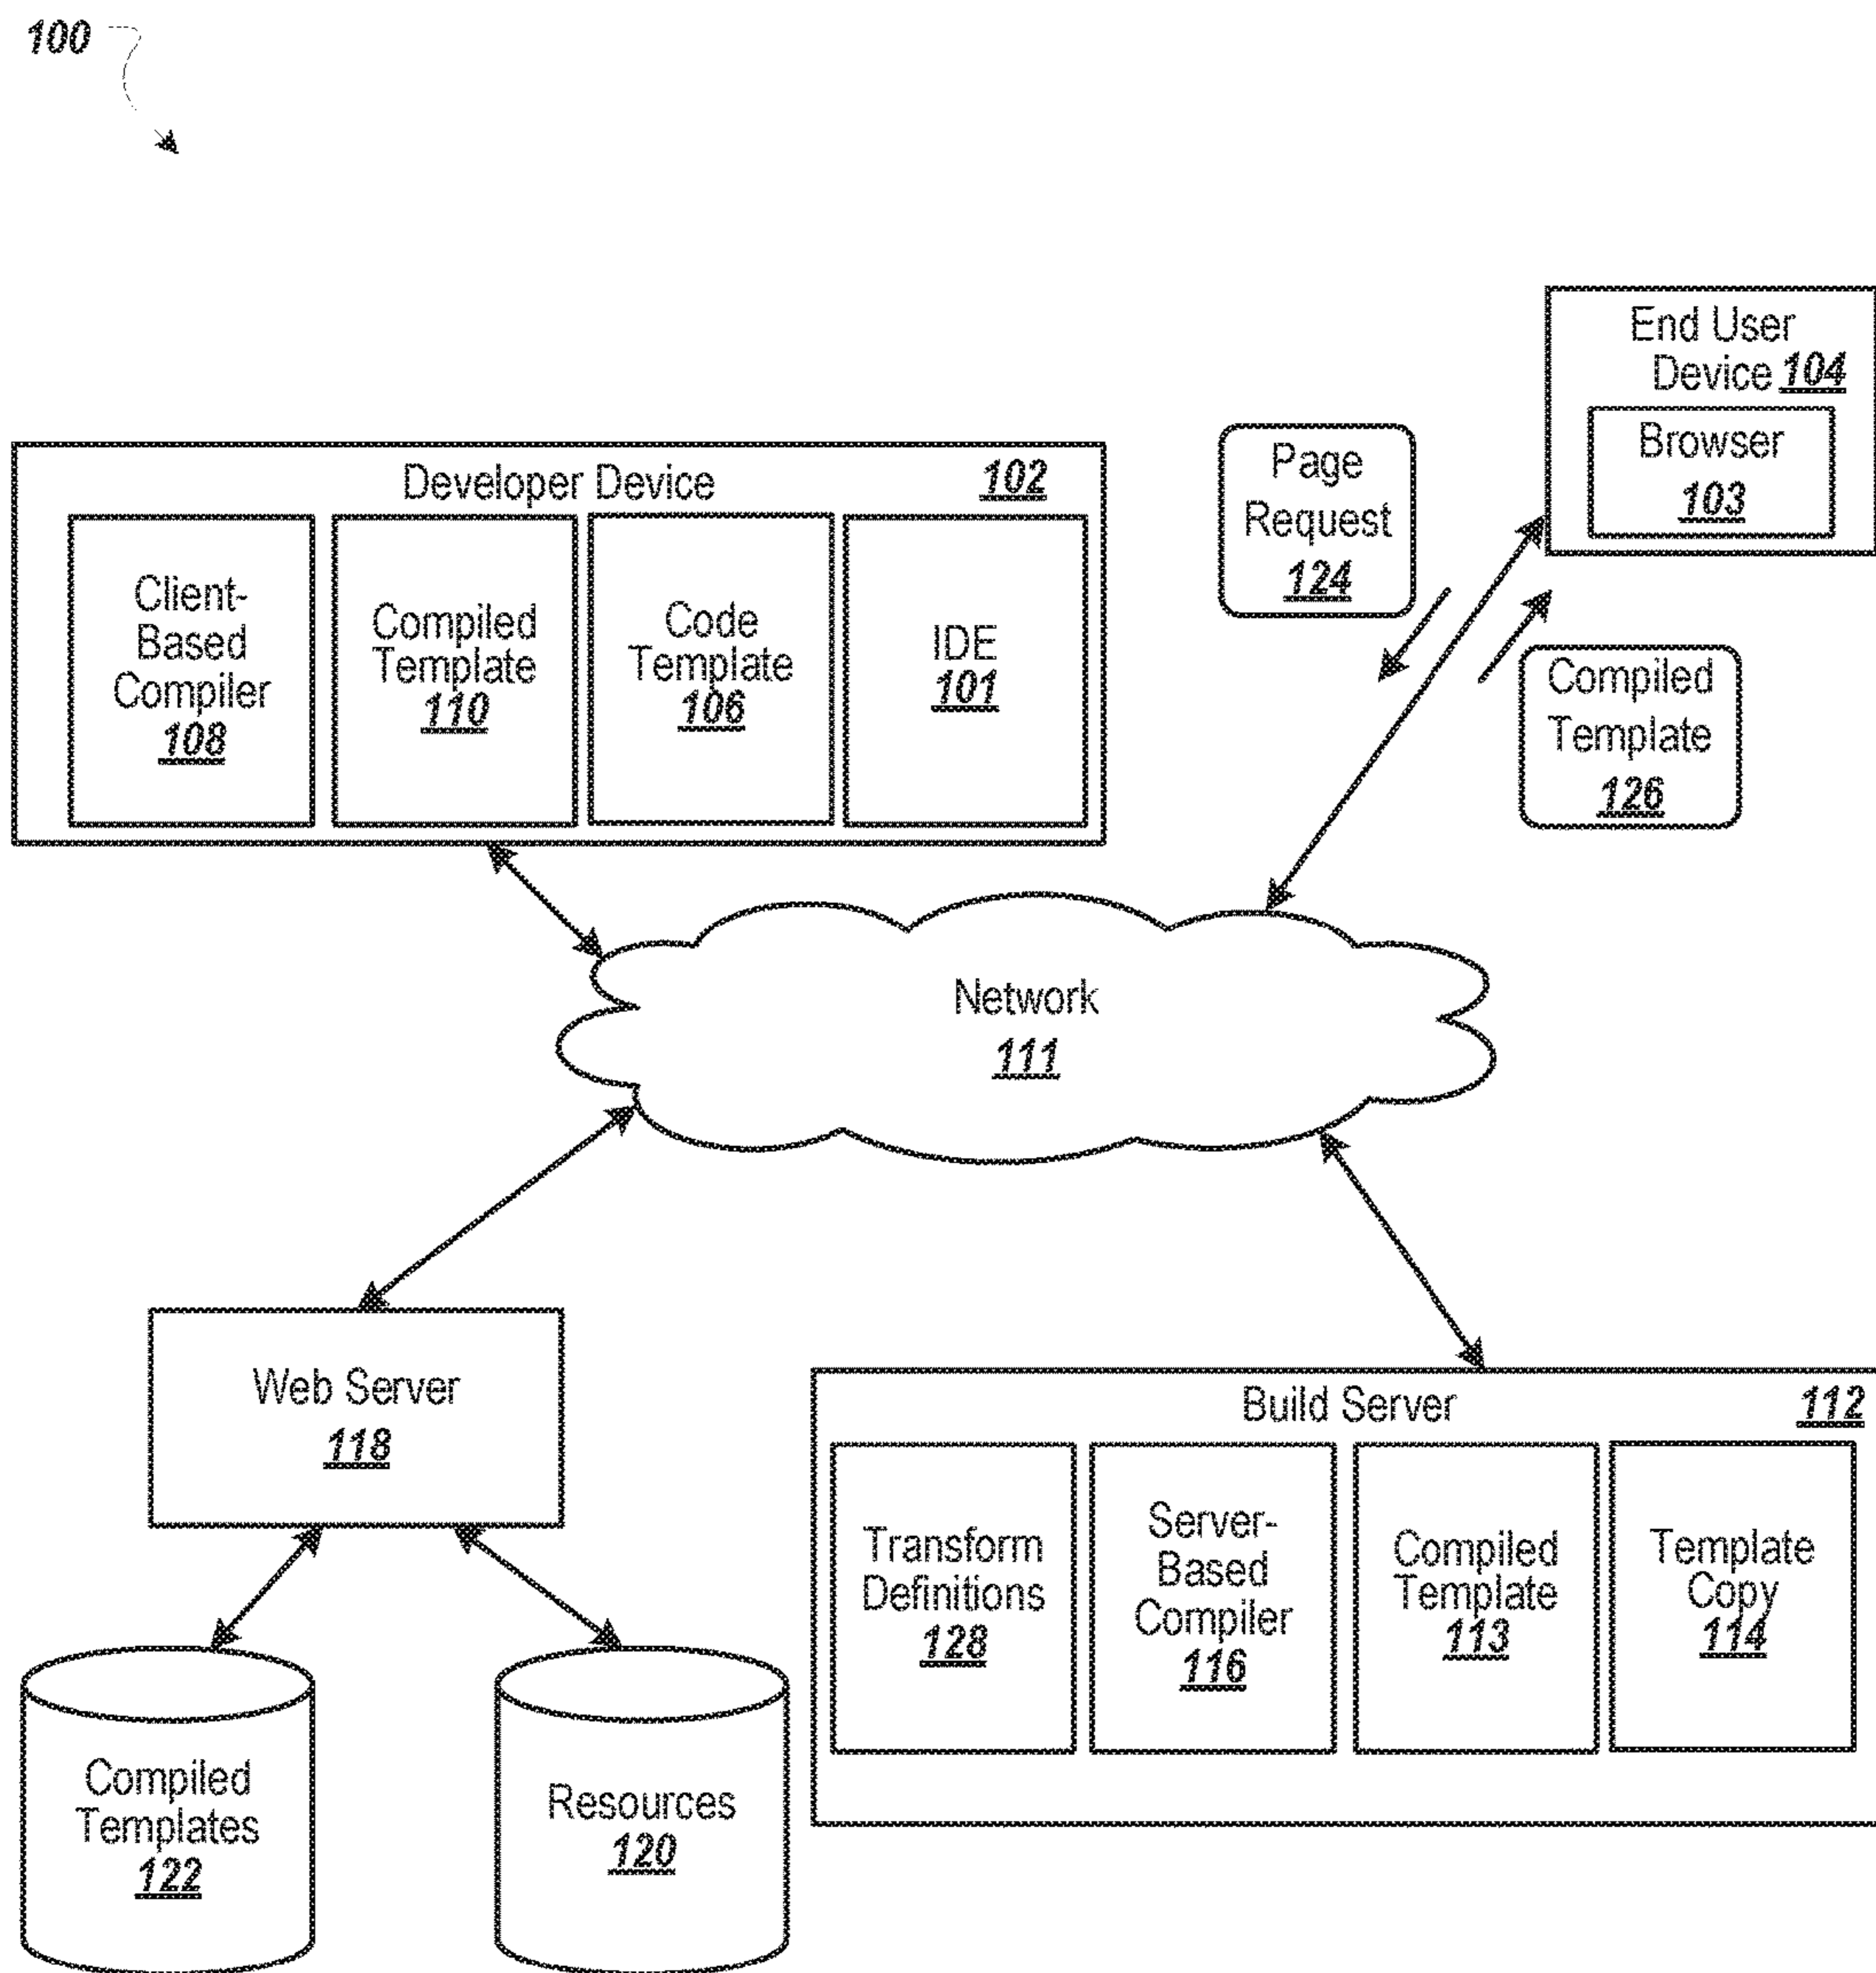 100
End User
Device 104
Browser
103
Page
Request
124
Compiled
Template
126
Developer Device 102
Client-
Based
Compiler
108
Compiled
Template
110
Code
Template
106
IDE
101
Network
111
Web Server
118
Build Server 112
Transform
Definitions
128
Server-
Based
Compiler
116
Compiled
Template
113
Template
Copy
114
Compiled
Templates
122
Resources
120